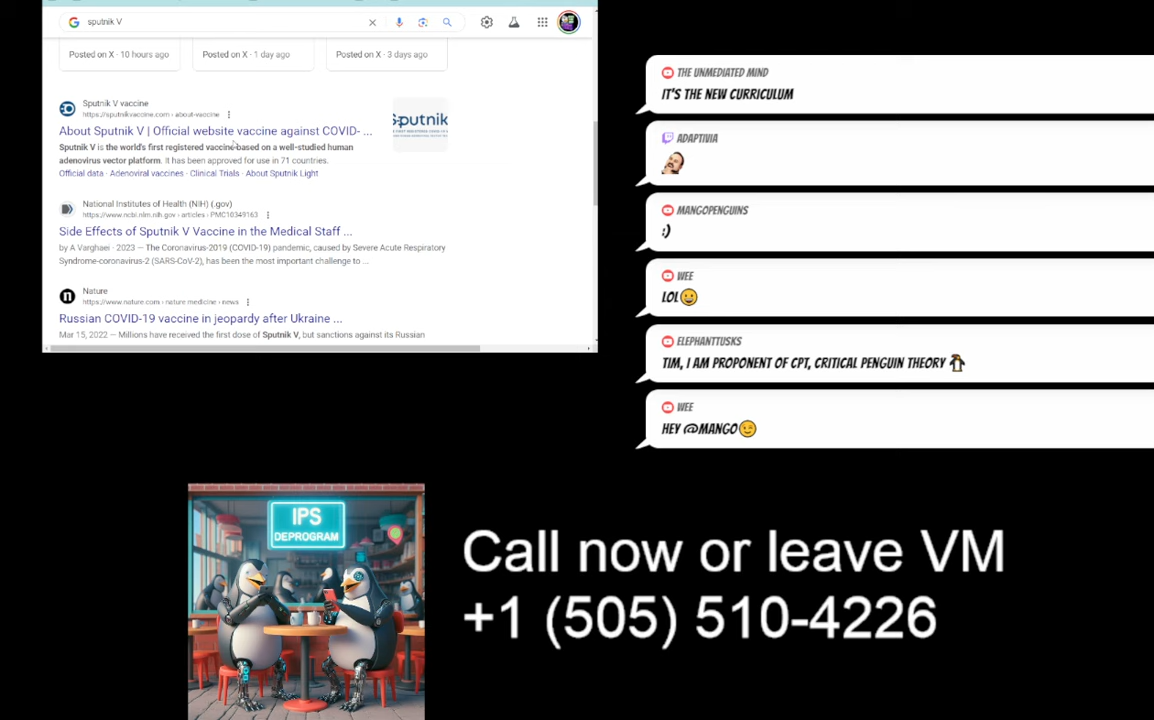 sputnik V
Posted on X · 10 hours ago
Posted on X · 1 day ago
Posted on X · 3 days ago
Sputnik V vaccine
https://sputnikvaccine.com › about-vaccine
About Sputnik V | Official website vaccine against COVID- ...
Sputnik V is the world's first registered vaccine based on a well-studied human
adenovirus vector platform. It has been approved for use in 71 countries.
Official data · Adenoviral vaccines · Clinical Trials · About Sputnik Light
Sputnik
National Institutes of Health (NIH) (.gov)
https://www.ncbi.nlm.nih.gov › articles › PMC10349163
Side Effects of Sputnik V Vaccine in the Medical Staff ...
by A Varghaei · 2023 — The Coronavirus-2019 (COVID-19) pandemic, caused by Severe Acute Respiratory
Syndrome-coronavirus-2 (SARS-CoV-2), has been the most important challenge to ...
Nature
https://www.nature.com › nature medicine › news
Russian COVID-19 vaccine in jeopardy after Ukraine ...
Mar 15, 2022 — Millions have received the first dose of Sputnik V, but sanctions against its Russian
THE UNMEDIATED MIND
IT'S THE NEW CURRICULUM
ADAPTIVIA
MANGOPENGUINS
:)
WEE
LOL😀
ELEPHANTTUSKS
TIM, I AM PROPONENT OF CPT, CRITICAL PENGUIN THEORY 🐧
WEE
HEY @MANGO😉
IPS
DEPROGRAM
Call now or leave VM
+1 (505) 510-4226